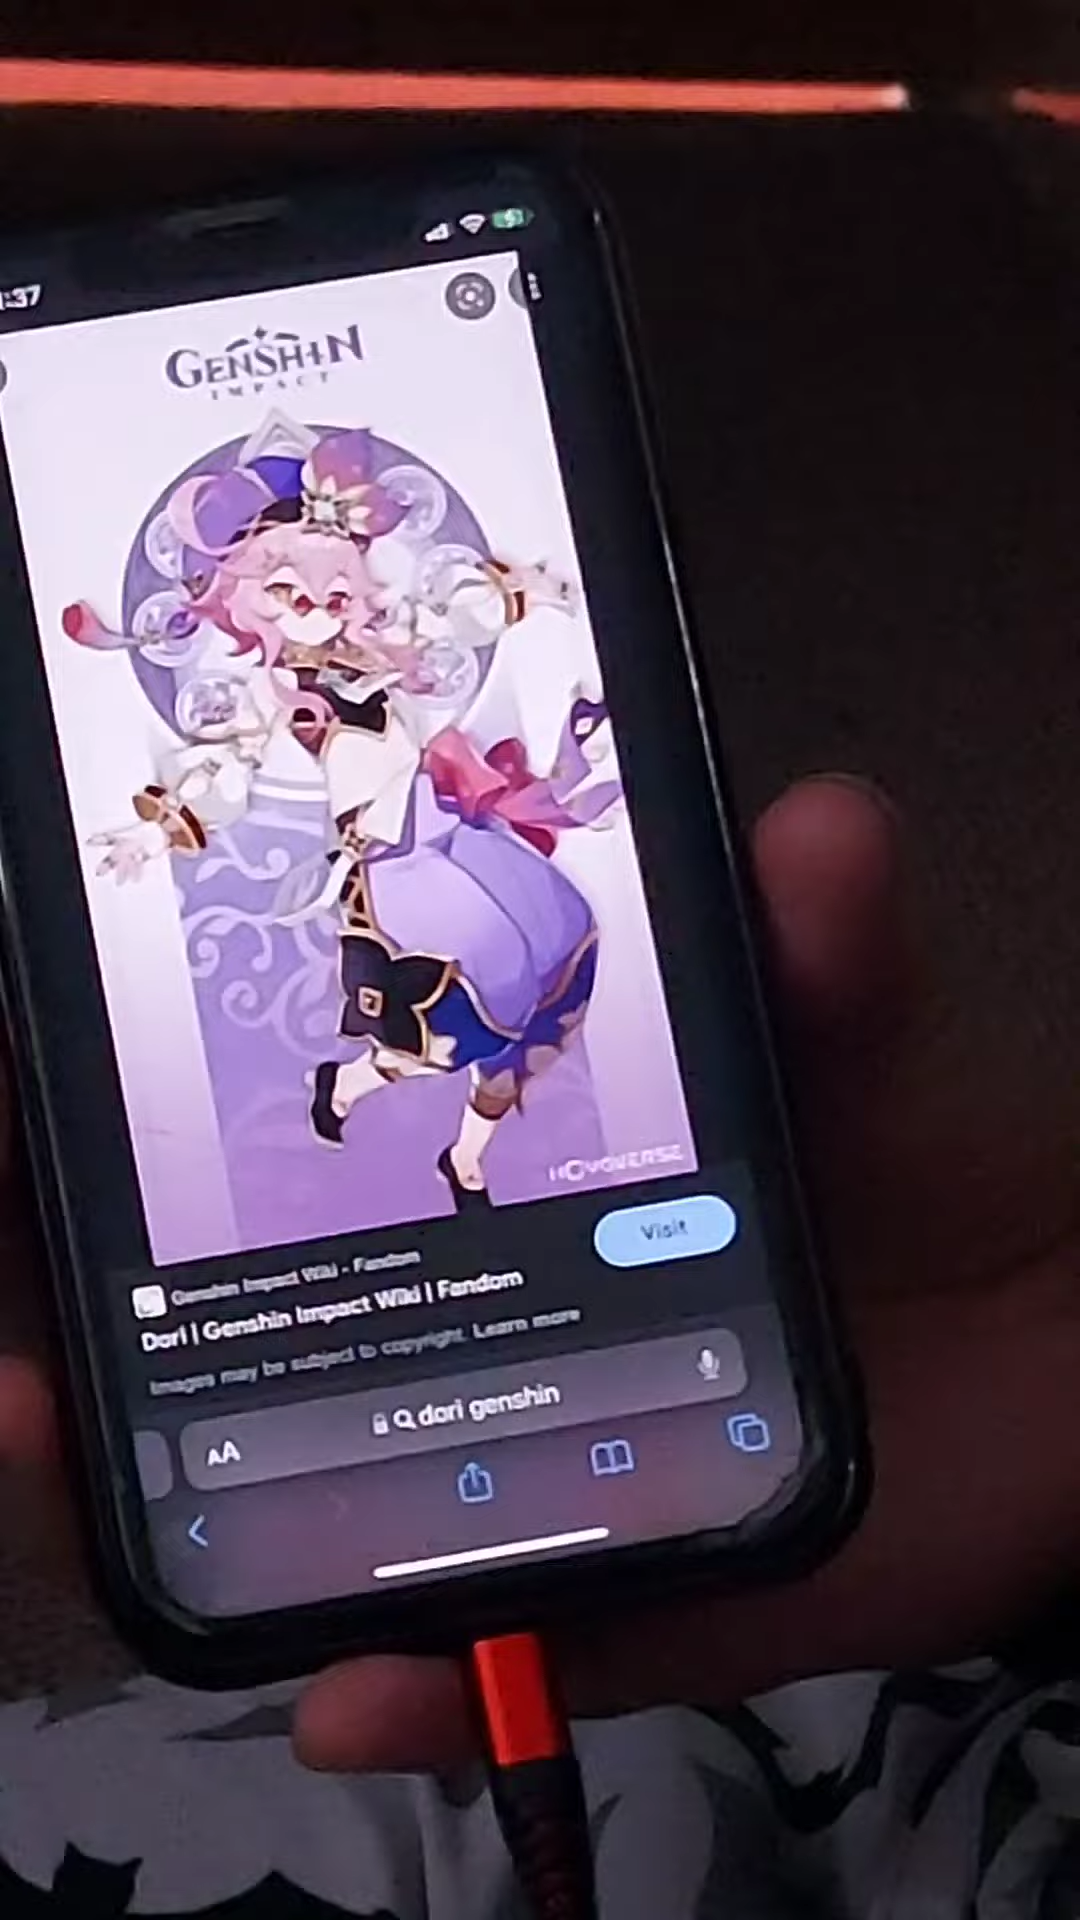 GENSHIN
IMPACT
HOYOVERSE
Visit
Genshin Impact Wiki - Fandom
Dori | Genshin Impact Wiki | Fandom
Images may be subject to copyright. Learn more
AA
dori genshin